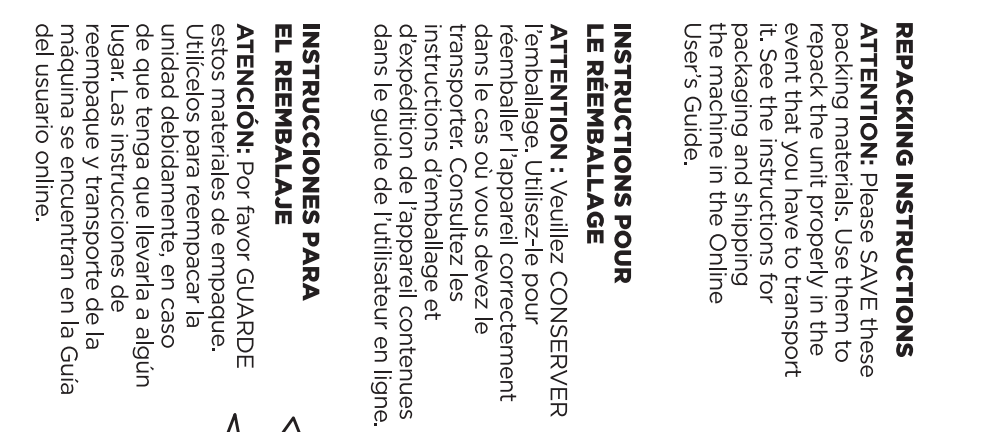 REPACKING INSTRUCTIONS
ATTENTION: Please SAVE these
packing materials. Use them to
repack the unit properly in the
event that you have to transport
it. See the instructions for
packaging and shipping
the machine in the Online
User's Guide.
INSTRUCTIONS POUR
LE RÉEMBALLAGE
ATTENTION : Veuillez CONSERVER
l'emballage. Utilisez-le pour
réemballer l'appareil correctement
dans le cas où vous devez le
transporter. Consultez les
instructions d'emballage et
d'expédition de l'appareil contenues
dans le guide de l'utilisateur en ligne.
INSTRUCCIONES PARA
EL REEMBALAJE
ATENCIÓN: Por favor GUARDE
estos materiales de empaque.
Utilícelos para reempacar la
unidad debidamente, en caso
de que tenga que llevarla a algún
lugar. Las instrucciones de
reempaque y transporte de la
máquina se encuentran en la Guía
del usuario online.